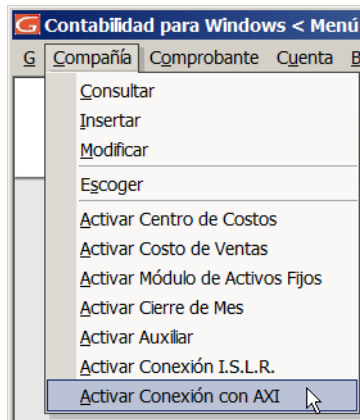 G Contabilidad para Windows < Menú
G Compañía Comprobante Cuenta B
Consultar
Insertar
Modificar
Escoger
Activar Centro de Costos
Activar Costo de Ventas
Activar Módulo de Activos Fijos
Activar Cierre de Mes
Activar Auxiliar
Activar Conexión I.S.L.R.
Activar Conexión con AXI